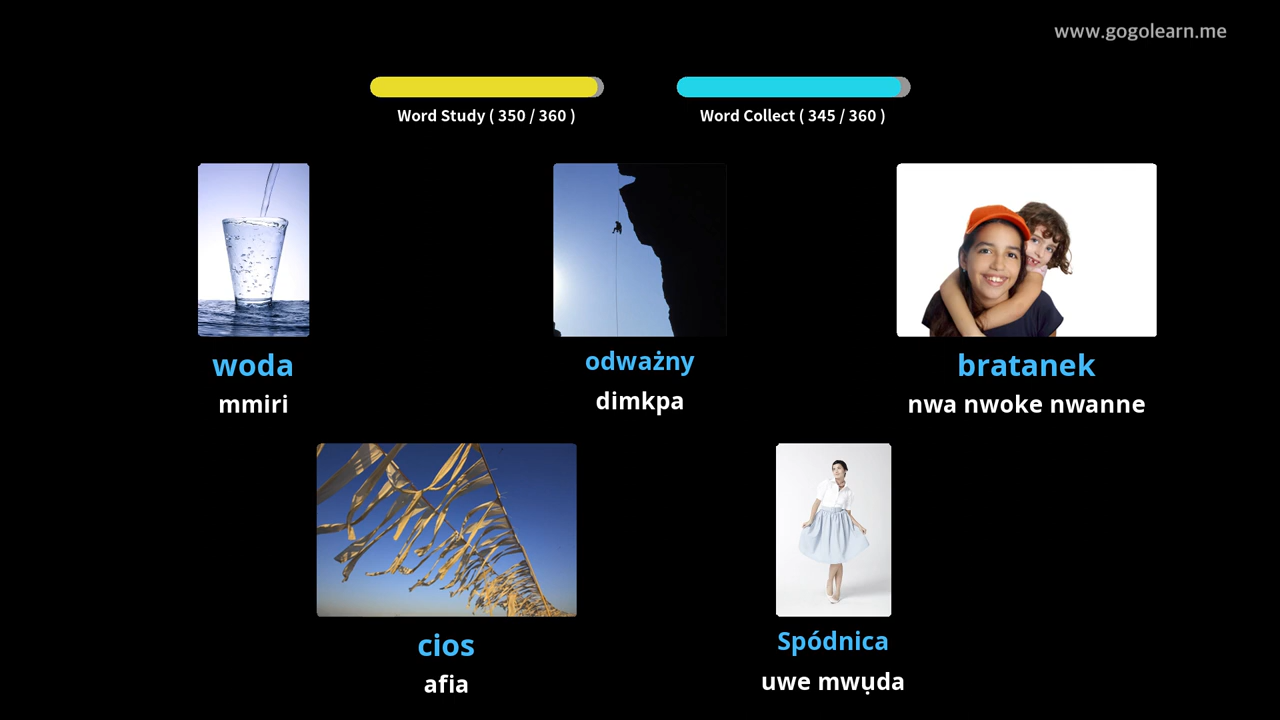 www.gogolearn.me
Word Study ( 350 / 360 )
Word Collect ( 345 / 360 )
woda
mmiri
odważny
dimkpa
bratanek
nwa nwoke nwanne
cios
afia
Spódnica
uwe mwụda